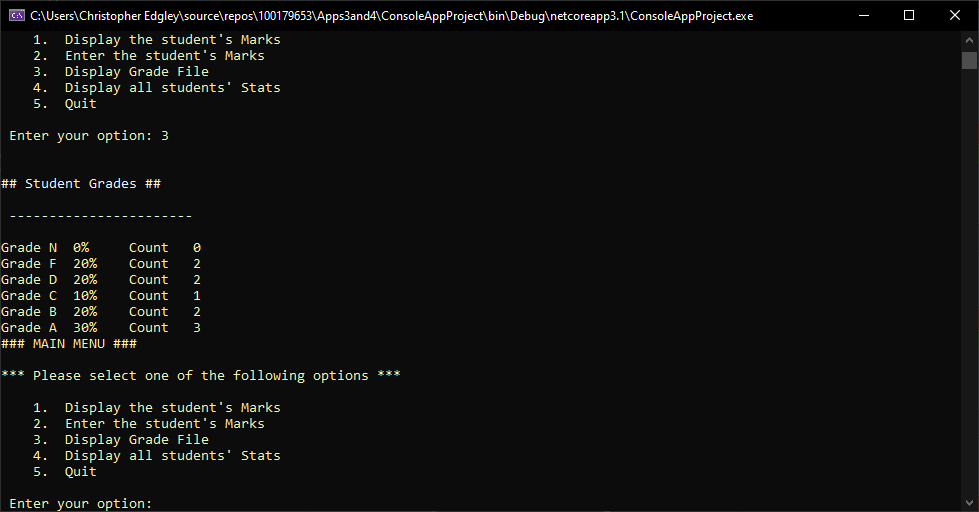 C:\Users\Christopher Edgley\source\repos\100179653\Apps3and4\ConsoleAppProject\bin\Debug\netcoreapp3.1\ConsoleAppProject.exe
1. Display the student's Marks
2. Enter the student's Marks
3. Display Grade File
4. Display all students' Stats
5. Quit
Enter your option: 3
## Student Grades ##
-----------------------
Grade N 0% Count 0
Grade F 20% Count 2
Grade D 20% Count 2
Grade C 10% Count 1
Grade B 20% Count 2
Grade A 30% Count 3
### MAIN MENU ###
*** Please select one of the following options ***
1. Display the student's Marks
2. Enter the student's Marks
3. Display Grade File
4. Display all students' Stats
5. Quit
Enter your option: